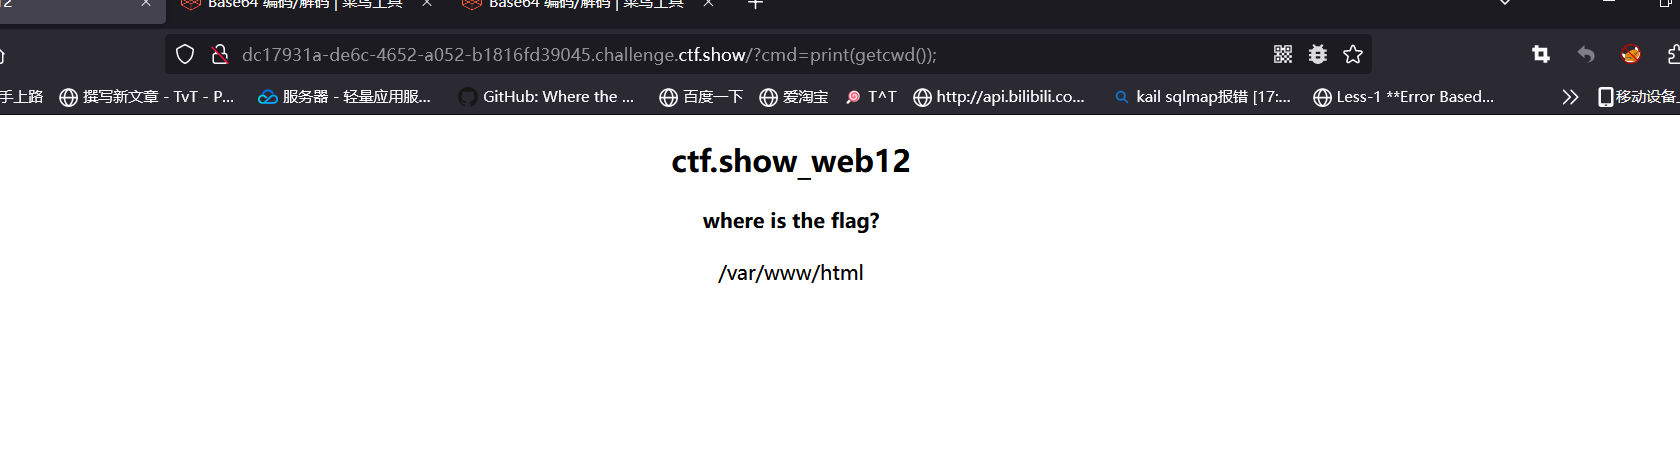 12
Base64 编码/解码 | 菜鸟工具
Base64 编码/解码 | 菜鸟工具
dc17931a-de6c-4652-a052-b1816fd39045.challenge.ctf.show/?cmd=print(getcwd());
手上路
撰写新文章 - TvT - P...
服务器 - 轻量应用服...
GitHub: Where the ...
百度一下
爱淘宝
T^T
http://api.bilibili.co...
kail sqlmap报错 [17:...
Less-1 **Error Based...
移动设备
ctf.show_web12
where is the flag?
/var/www/html